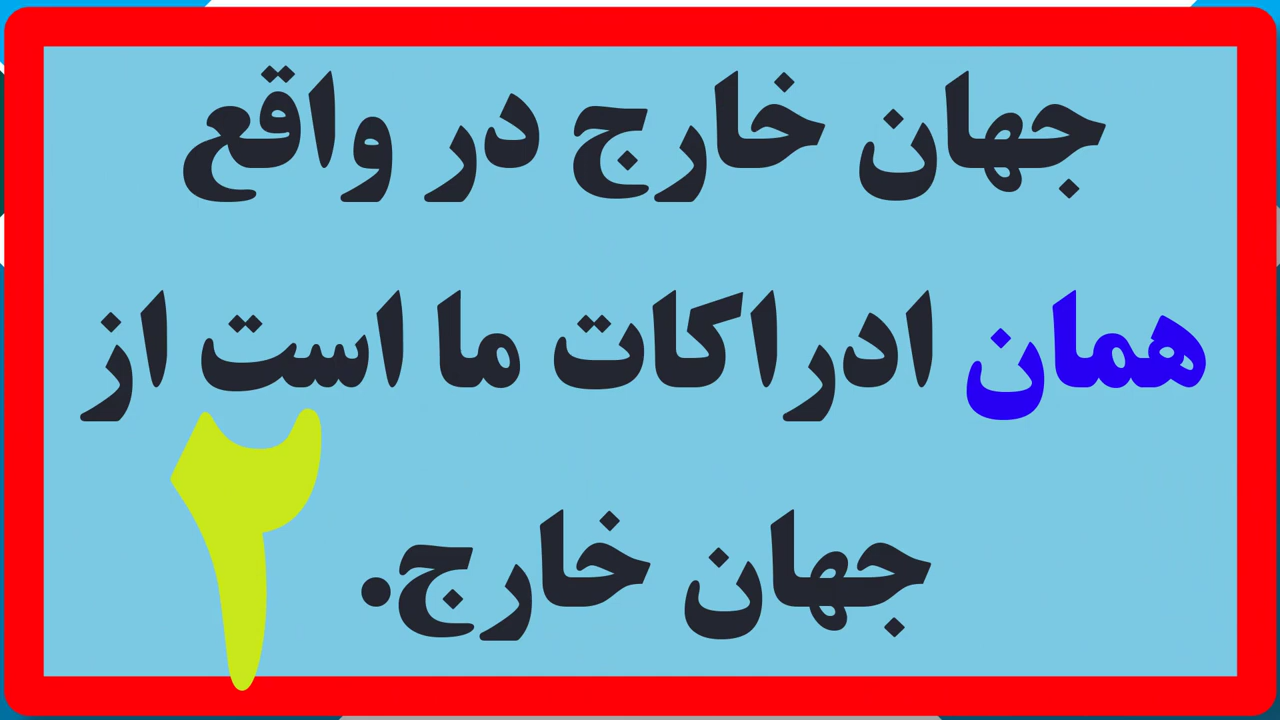 جهان خارج در واقع
همان ادراکات ما است از
جهان خارج.
۲